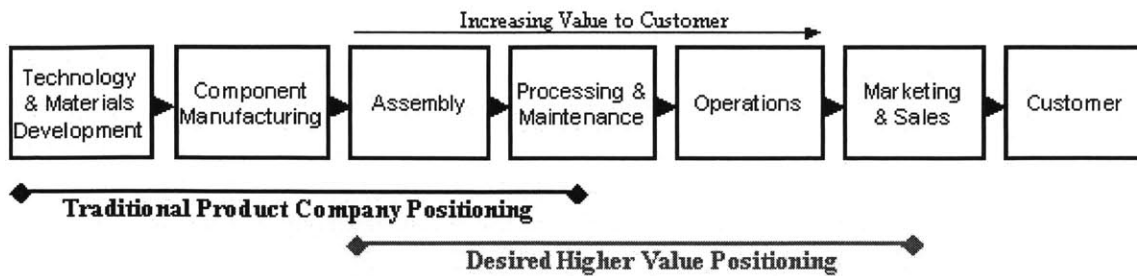 Increasing Value to Customer
Technology
& Materials
Development
Component
Manufacturing
Assembly
Processing &
Maintenance
Operations
Marketing
& Sales
Customer
Traditional Product Company Positioning
Desired Higher Value Positioning